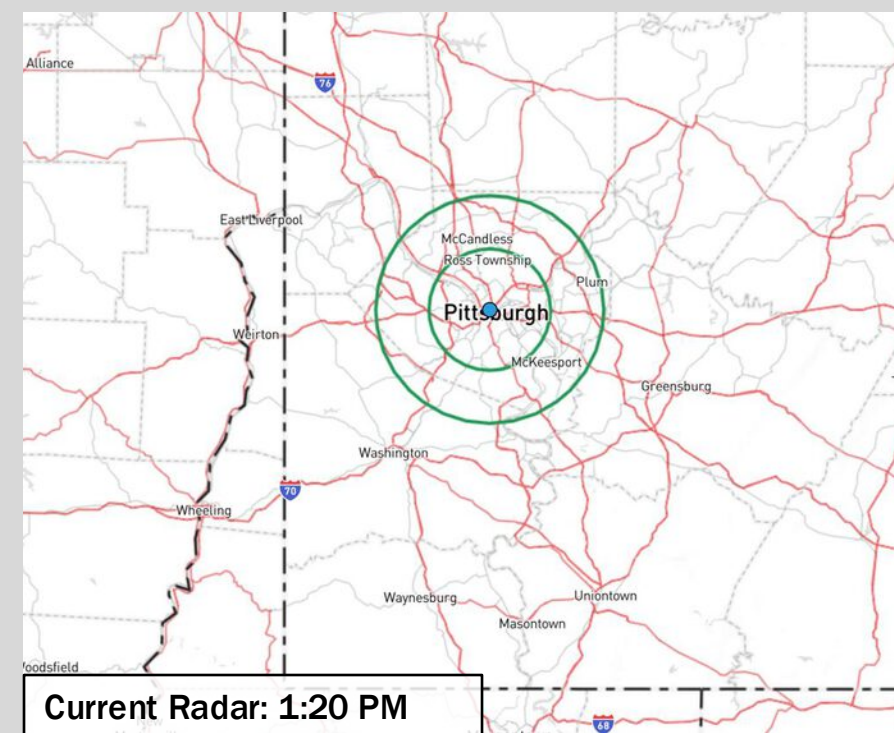 Alliance
76
East Liverpool
McCandless
Ross Township
Plum
Pittsburgh
Weirton
McKeesport
Greensburg
Washington
70
Wheeling
Waynesburg
Uniontown
Masontown
oodsfield
Current Radar: 1:20 PM
68